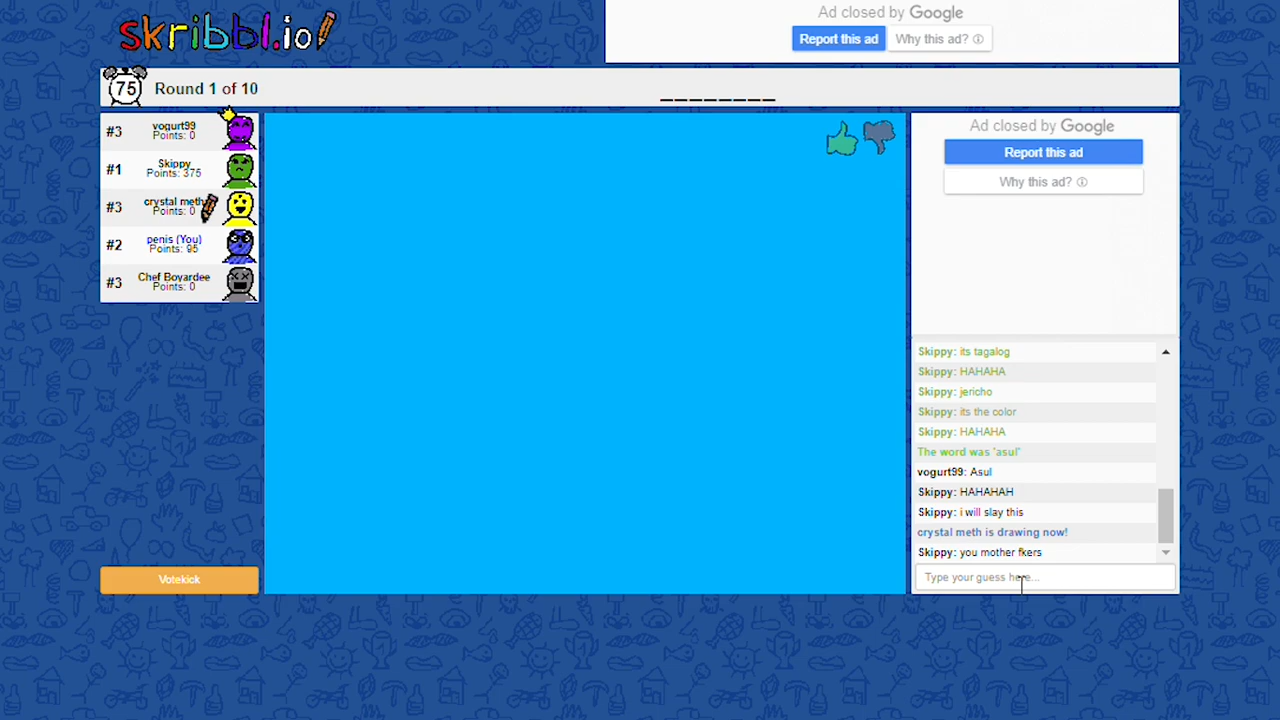 skribbl.io
Ad closed by Google
Report this ad
Why this ad?
75
Round 1 of 10
________
#3
vogurt99
Points: 0
#1
Skippy
Points: 375
#3
crystal meth
Points: 0
#2
penis (You)
Points: 95
#3
Chef Boyardee
Points: 0
Votekick
Ad closed by Google
Report this ad
Why this ad?
Skippy: its tagalog
Skippy: HAHAHA
Skippy: jericho
Skippy: its the color
Skippy: HAHAHA
The word was 'asul'
vogurt99: Asul
Skippy: HAHAHAH
Skippy: i will slay this
crystal meth is drawing now!
Skippy: you mother fkers
Type your guess here...